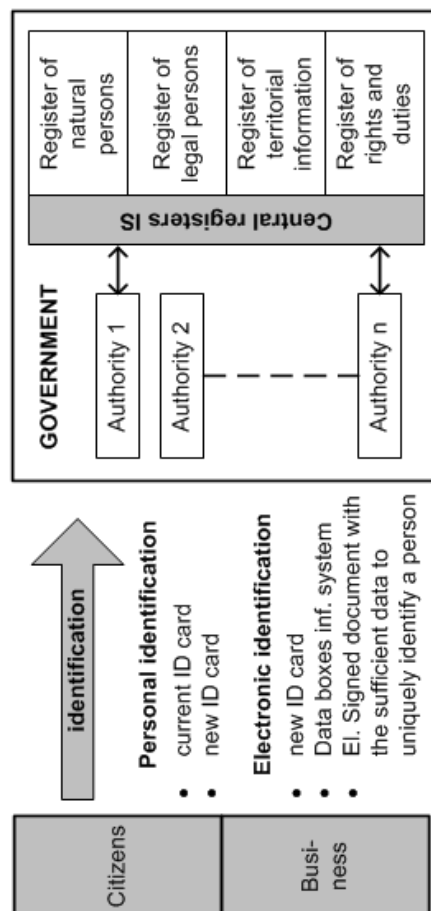 Citizens
Busi-
ness
identification
Personal identification
• current ID card
• new ID card
Electronic identification
• new ID card
• Data boxes inf. system
• El. Signed document with
the sufficient data to
uniquely identify a person
GOVERNMENT
Authority 1
Authority 2
Authority n
Central registers IS
Register of
natural
persons
Register of
legal persons
Register of
territorial
information
Register of
rights and
duties